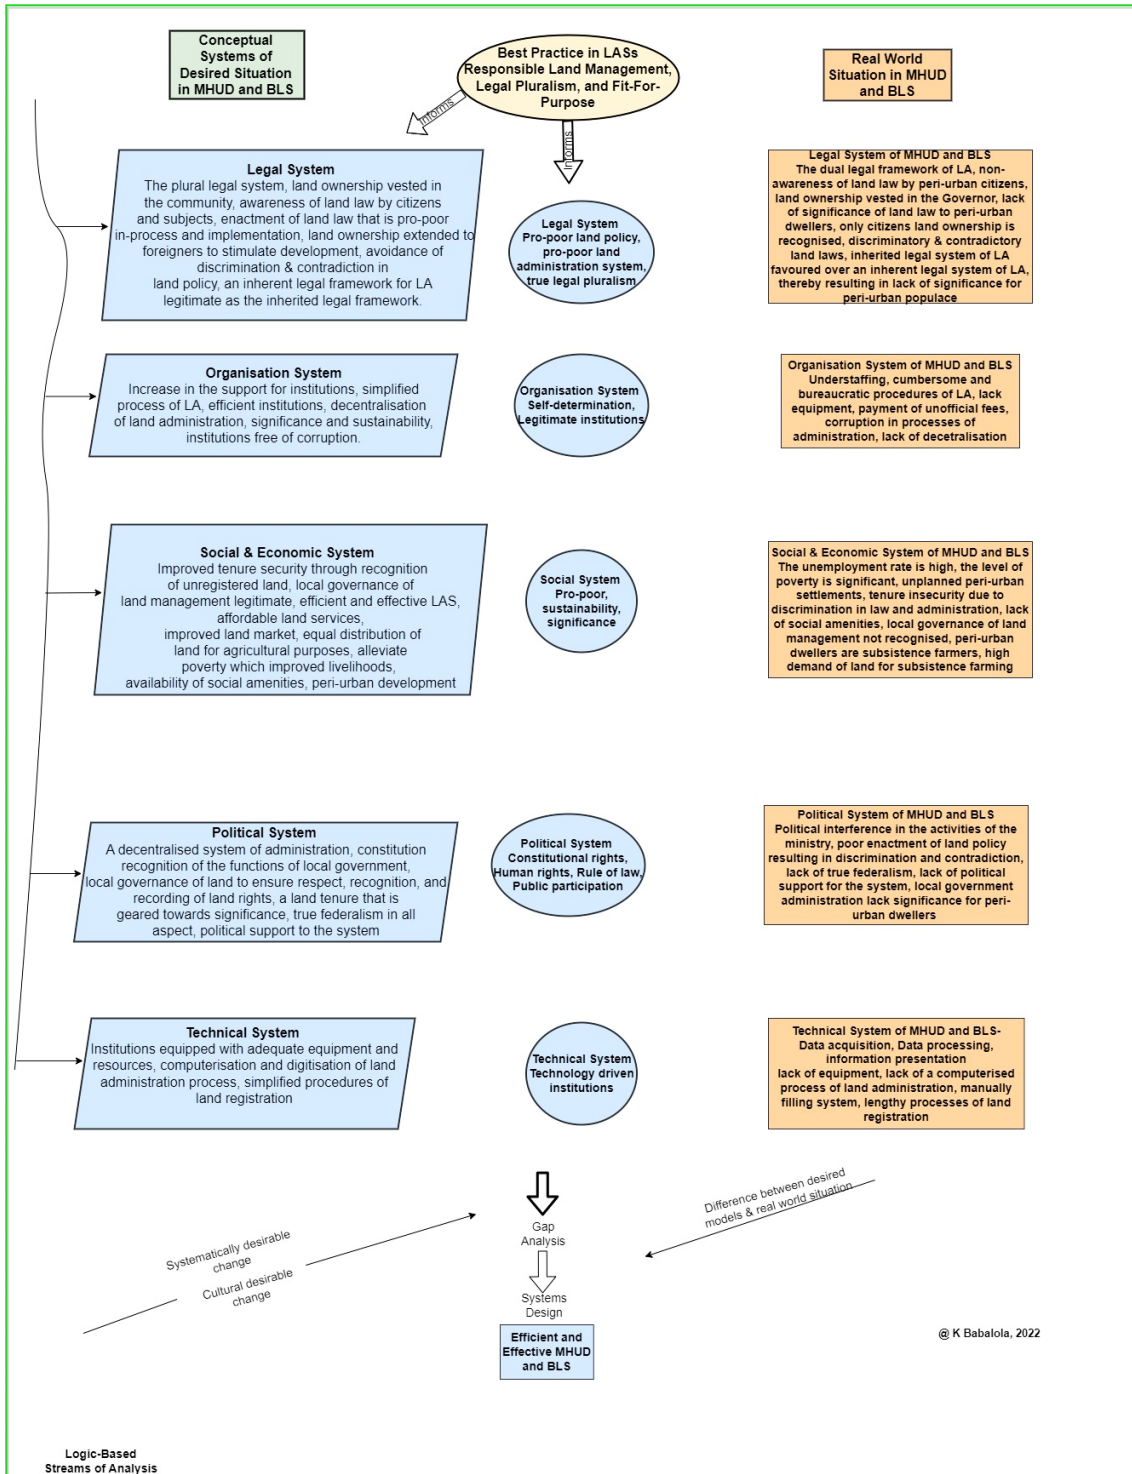 Conceptual
Systems of
Desired Situation
in MHUD and BLS
Best Practice in LASs
Responsible Land Management,
Legal Pluralism, and Fit-For-
Purpose
Real World
Situation in MHUD
and BLS
Informs
Informs
Legal System
The plural legal system, land ownership vested in
the community, awareness of land law by citizens
and subjects, enactment of land law that is pro-poor
in-process and implementation, land ownership extended to
foreigners to stimulate development, avoidance of
discrimination & contradiction in
land policy, an inherent legal framework for LA
legitimate as the inherited legal framework.
Legal System
Pro-poor land policy,
pro-poor land
administration system,
true legal pluralism
Legal System of MHUD and BLS
The dual legal framework of LA, non-
awareness of land law by peri-urban citizens,
land ownership vested in the Governor, lack
of significance of land law to peri-urban
dwellers, only citizens land ownership is
recognised, discriminatory & contradictory
land laws, inherited legal system of LA
favoured over an inherent legal system of LA,
thereby resulting in lack of significance for
peri-urban populace
Organisation System
Increase in the support for institutions, simplified
process of LA, efficient institutions, decentralisation
of land administration, significance and sustainability,
institutions free of corruption.
Organisation System
Self-determination,
Legitimate institutions
Organisation System of MHUD and BLS
Understaffing, cumbersome and
bureaucratic procedures of LA, lack
equipment, payment of unofficial fees,
corruption in processes of
administration, lack of decetralisation
Social & Economic System
Improved tenure security through recognition
of unregistered land, local governance of
land management legitimate, efficient and effective LAS,
affordable land services,
improved land market, equal distribution of
land for agricultural purposes, alleviate
poverty which improved livelihoods,
availability of social amenities, peri-urban development
Social System
Pro-poor,
sustainability,
significance
Social & Economic System of MHUD and BLS
The unemployment rate is high, the level of
poverty is significant, unplanned peri-urban
settlements, tenure insecurity due to
discrimination in law and administration, lack
of social amenities, local governance of land
management not recognised, peri-urban
dwellers are subsistence farmers, high
demand of land for subsistence farming
Political System
A decentralised system of administration, constitution
recognition of the functions of local government,
local governance of land to ensure respect, recognition, and
recording of land rights, a land tenure that is
geared towards significance, true federalism in all
aspect, political support to the system
Political System
Constitutional rights,
Human rights, Rule of law,
Public participation
Political System of MHUD and BLS
Political interference in the activities of the
ministry, poor enactment of land policy
resulting in discrimination and contradiction,
lack of true federalism, lack of political
support for the system, local government
administration lack significance for peri-
urban dwellers
Technical System
Institutions equipped with adequate equipment and
resources, computerisation and digitisation of land
administration process, simplified procedures of
land registration
Technical System
Technology driven
institutions
Technical System of MHUD and BLS-
Data acquisition, Data processing,
information presentation
lack of equipment, lack of a computerised
process of land administration, manually
filling system, lengthy processes of land
registration
Systematically desirable
change
Cultural desirable
change
Gap
Analysis
Difference between desired
models & real world situation
Systems
Design
Efficient and
Effective MHUD
and BLS
@ K Babalola, 2022
Logic-Based
Streams of Analysis